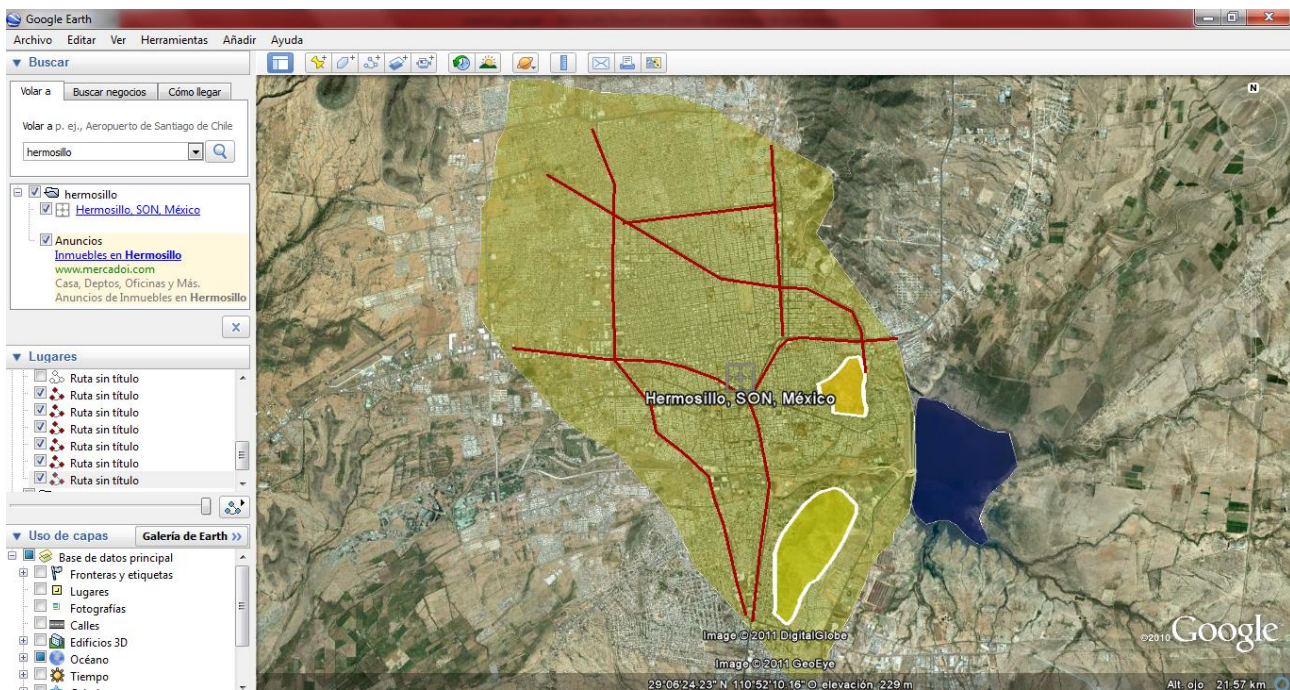 Google Earth
Archivo Editar Ver Herramientas Añadir Ayuda
Buscar
Volar a Buscar negocios Cómo llegar
Volar a p. ej., Aeropuerto de Santiago de Chile
hermosillo
hermosillo
Hermosillo, SON, México
Anuncios
Inmuebles en Hermosillo
www.mercadoi.com
Casa, Deptos, Oficinas y Más.
Anuncios de Inmuebles en Hermosillo
Lugares
Ruta sin título
Ruta sin título
Ruta sin título
Ruta sin título
Ruta sin título
Ruta sin título
Ruta sin título
Uso de capas Galería de Earth »
Base de datos principal
Fronteras y etiquetas
Lugares
Fotografías
Calles
Edificios 3D
Océano
Tiempo
N
Hermosillo, SON, México
Image © 2011 DigitalGlobe
Image © 2011 GeoEye
©2010 Google
29°06'24.23" N 110°52'10.16" O elevación 229 m
Alt. ojo 21.57 km